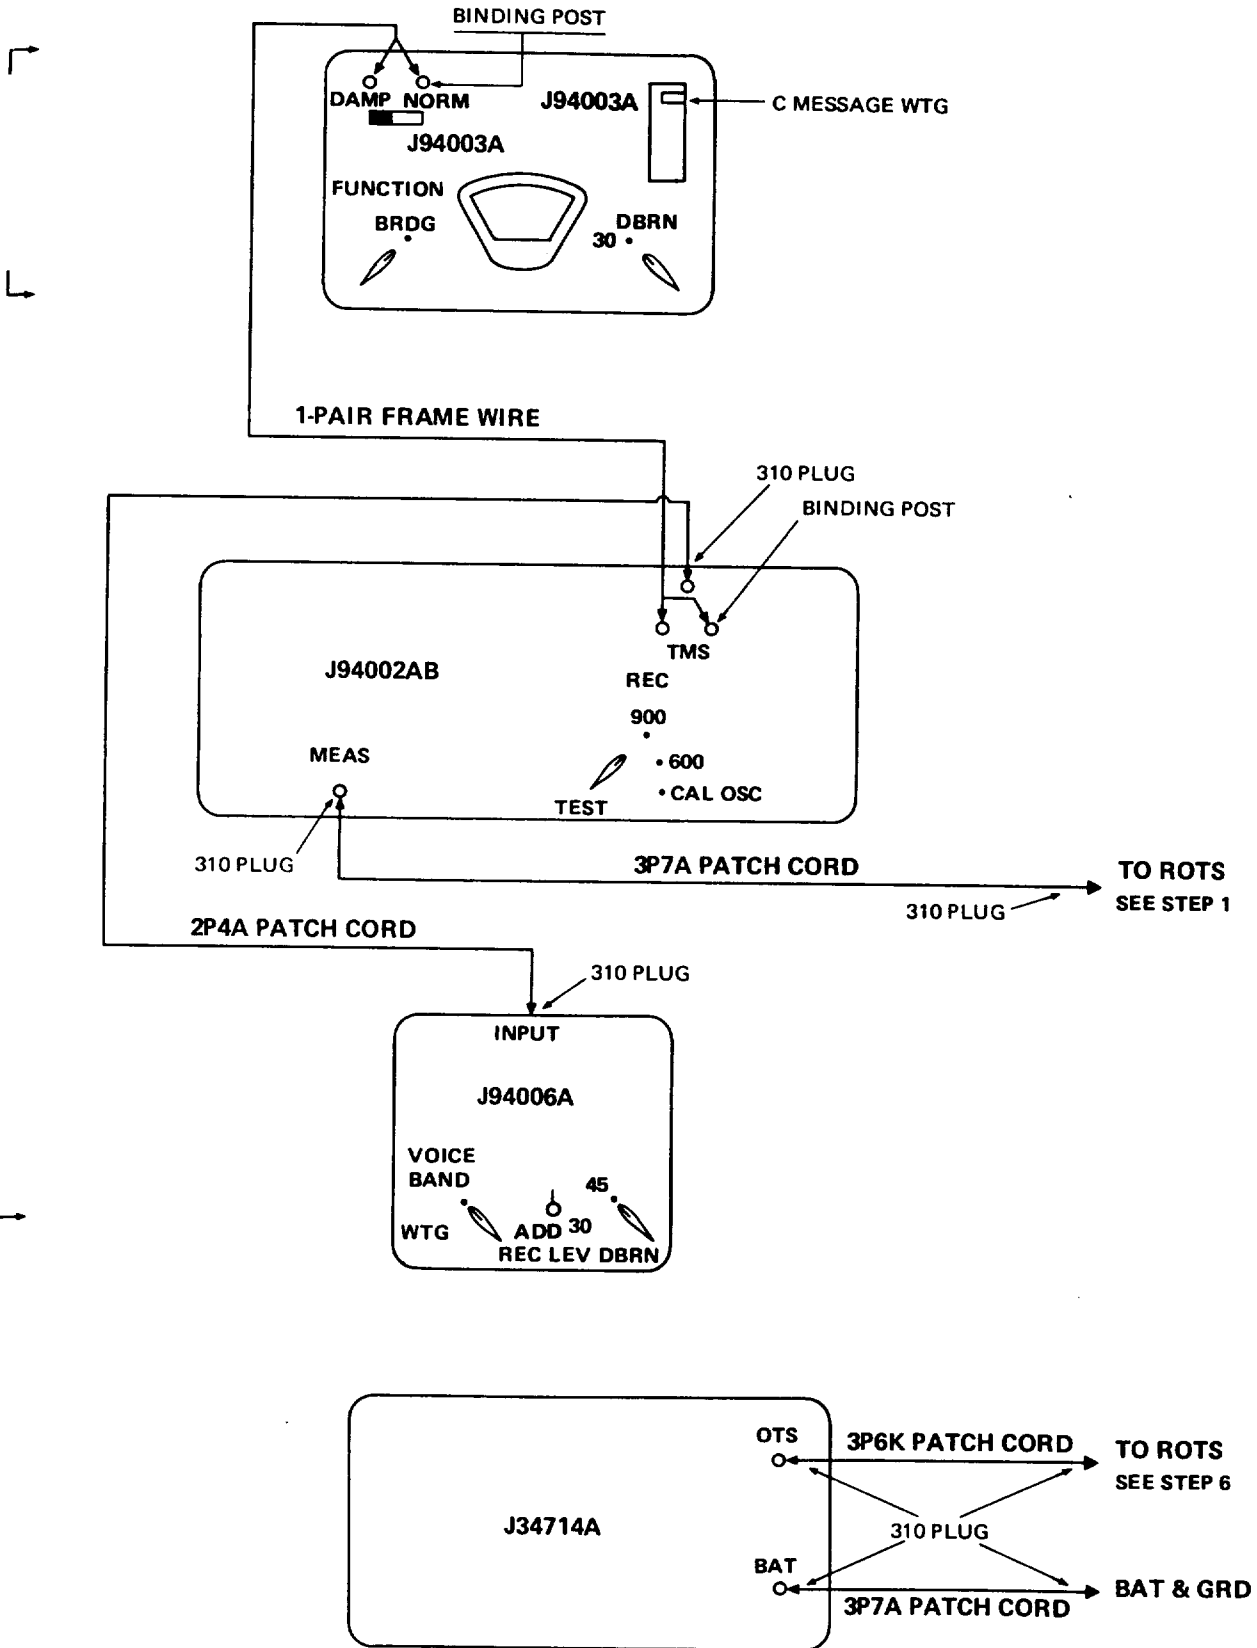 BINDING POST
DAMP NORM
J94003A
C MESSAGE WTG
J94003A
FUNCTION
BRDG
DBRN
30
1-PAIR FRAME WIRE
310 PLUG
BINDING POST
TMS
J94002AB
REC
900
MEAS
600
CAL OSC
TEST
310 PLUG
3P7A PATCH CORD
TO ROTS
SEE STEP 1
310 PLUG
2P4A PATCH CORD
310 PLUG
INPUT
J94006A
VOICE
BAND
45
WTG
ADD 30
REC LEV DBRN
OTS
3P6K PATCH CORD
TO ROTS
SEE STEP 6
J34714A
310 PLUG
BAT
BAT & GRD
3P7A PATCH CORD